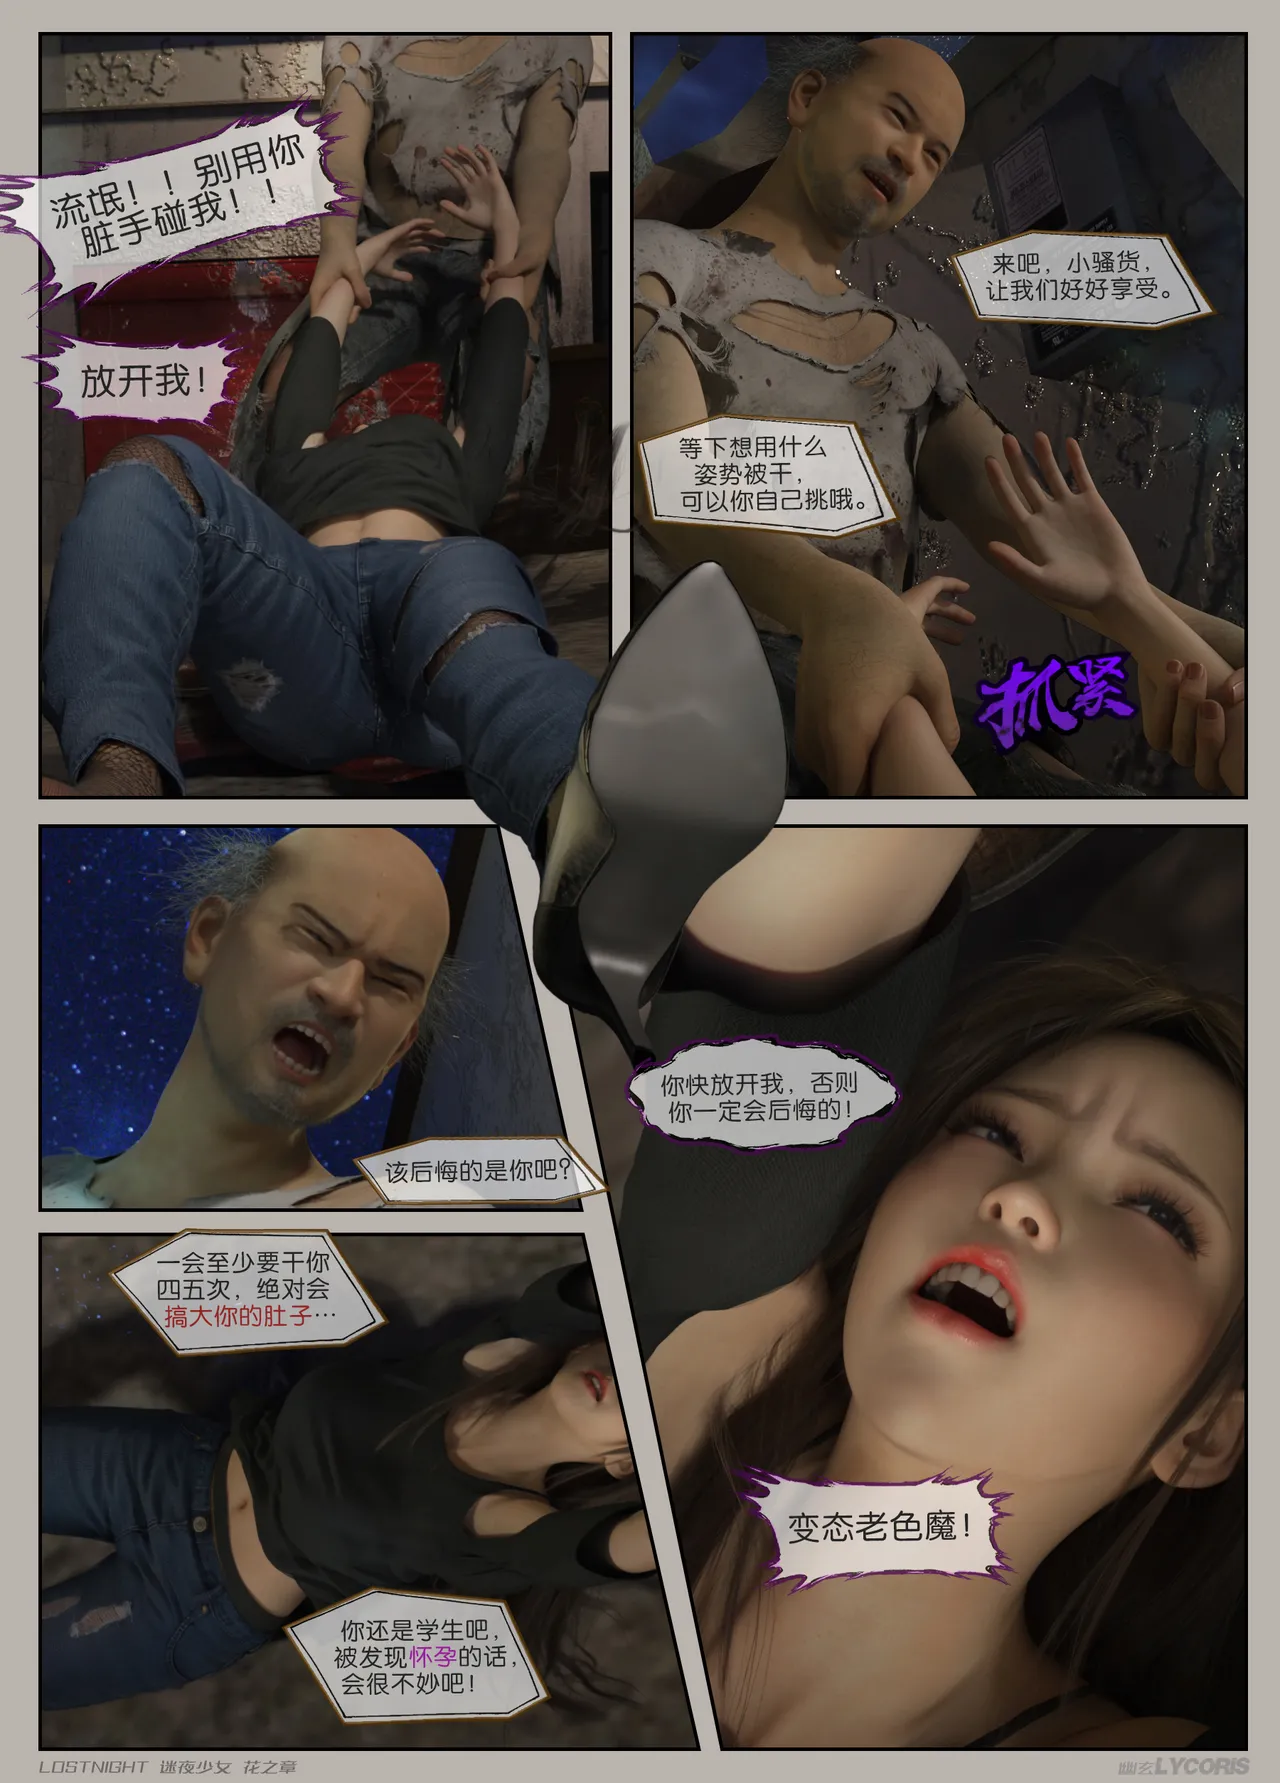 流氓！！别用你
脏手碰我！！
放开我！
来吧，小骚货，
让我们好好享受。
等下想用什么
姿势被干，
可以你自己挑哦。
抓紧
该后悔的是你吧？
你快放开我，否则
你一定会后悔的！
一会至少要干你
四五次，绝对会
搞大你的肚子…
你还是学生吧，
被发现怀孕的话，
会很不妙吧！
变态老色魔！
LOSTNIGHT 迷夜少女 花之章
幽玄LYCORIS